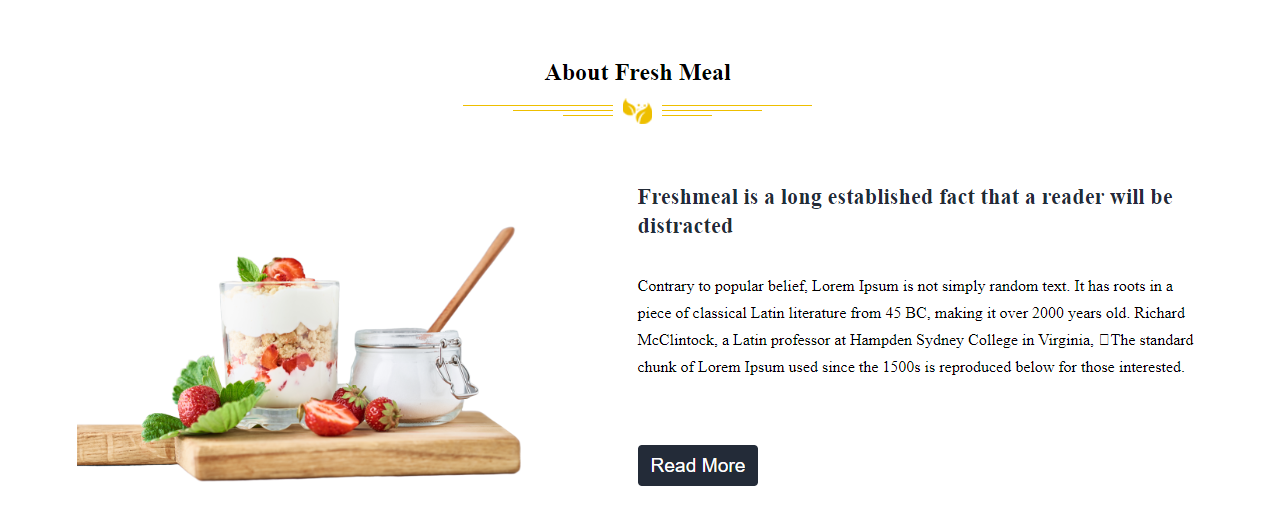 About Fresh Meal
Freshmeal is a long established fact that a reader will be
distracted
Contrary to popular belief, Lorem Ipsum is not simply random text. It has roots in a
piece of classical Latin literature from 45 BC, making it over 2000 years old. Richard
McClintock, a Latin professor at Hampden Sydney College in Virginia, □The standard
chunk of Lorem Ipsum used since the 1500s is reproduced below for those interested.
Read More